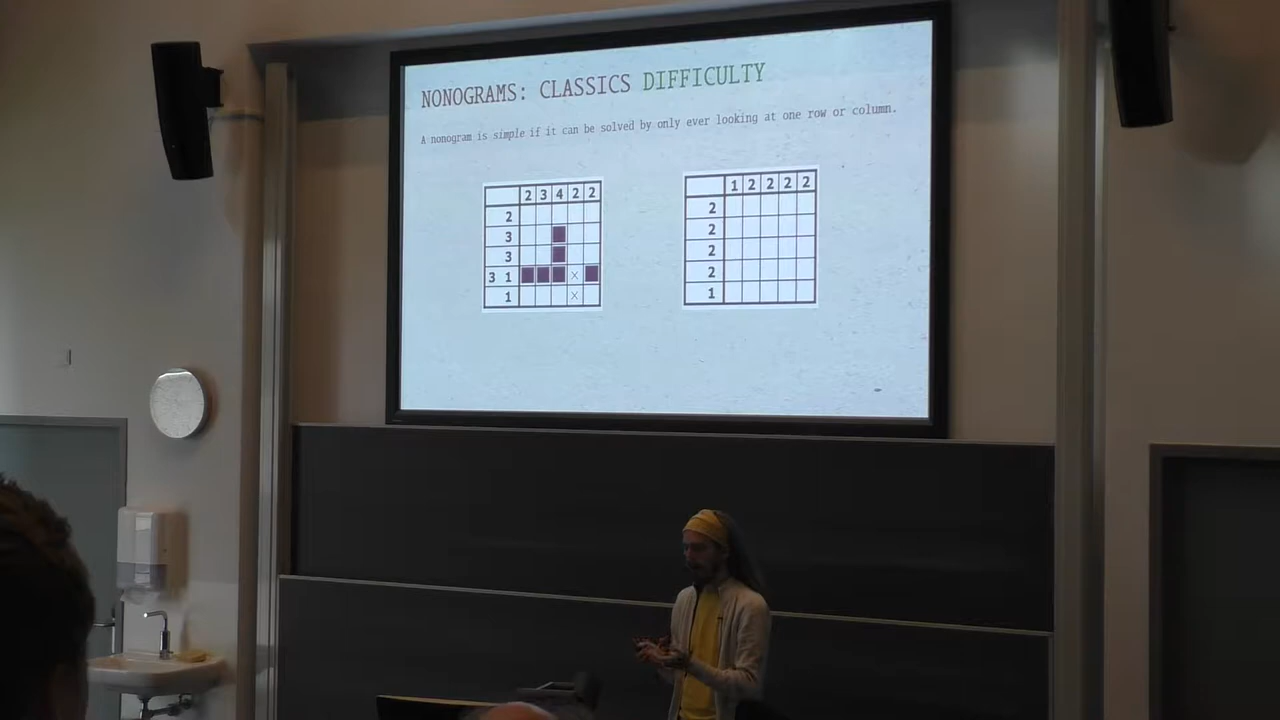 NONOGRAMS: CLASSICS DIFFICULTY
A nonogram is simple if it can be solved by only ever looking at one row or column.
2 3 4 2 2
2
3
3
3 1 x
1 x
1 2 2 2 2
2
2
2
2
1